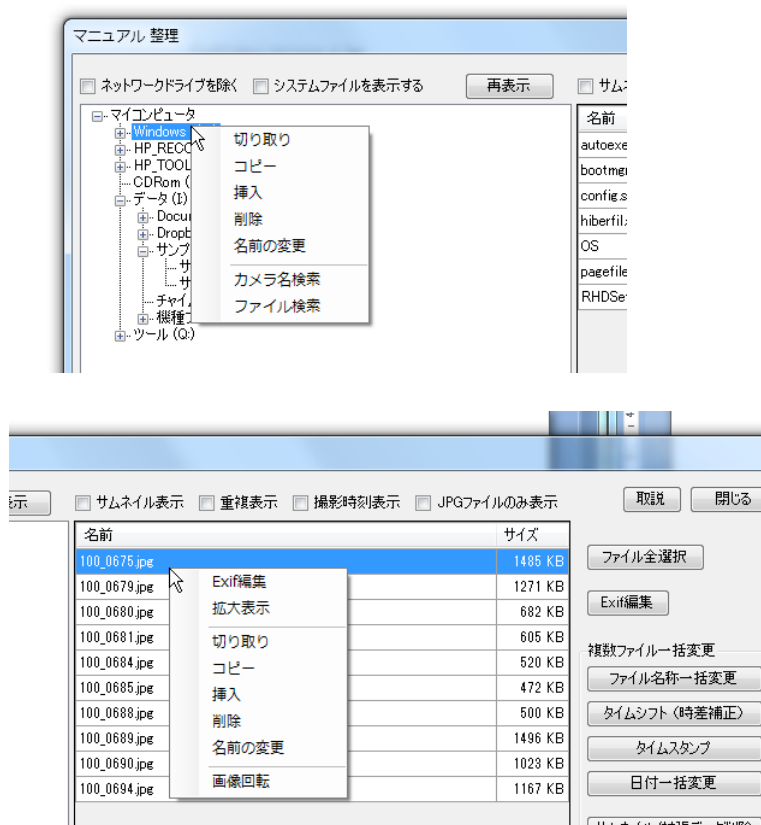 マニュアル 整理
ネットワークドライブを除く システムファイルを表示する 再表示
マイコンピュータ
Windows
HP_RECO
HP_TOOL
CDRom (
データ (I:)
Docu
Dropb
サンプ
サ
サ
チャイ
機種
ツール (Q:)
切り取り
コピー
挿入
削除
名前の変更
カメラ名検索
ファイル検索
サム
名前
autoexe
bootmg
config.s
hiberfil
OS
pagefile
RHDSe
表示
サムネイル表示 重複表示 撮影時刻表示 JPGファイルのみ表示 取説 閉じる
名前 サイズ
100_0675.jpg 1485 KB
100_0679.jpg 1271 KB
100_0680.jpg 682 KB
100_0681.jpg 605 KB
100_0684.jpg 520 KB
100_0685.jpg 472 KB
100_0688.jpg 500 KB
100_0689.jpg 1496 KB
100_0690.jpg 1023 KB
100_0694.jpg 1167 KB
Exif編集
拡大表示
切り取り
コピー
挿入
削除
名前の変更
画像回転
ファイル全選択
Exif編集
複数ファイル一括変更
ファイル名称一括変更
タイムシフト (時差補正)
タイムスタンプ
日付一括変更